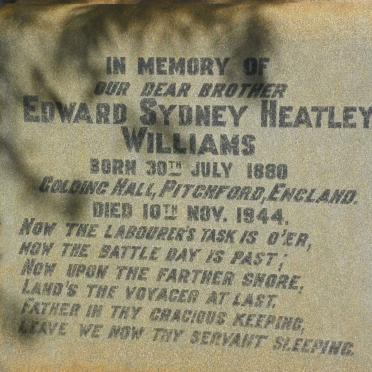 IN MEMORY OF
OUR DEAR BROTHER
EDWARD SYDNEY HEATLEY
WILLIAMS
BORN 30TH JULY 1880
GOLDING HALL, PITCHFORD, ENGLAND.
DIED 10TH NOV. 1944.
NOW THE LABOURER'S TASK IS O'ER,
NOW THE BATTLE DAY IS PAST;
NOW UPON THE FARTHER SHORE,
LAND'S THE VOYAGER AT LAST.
FATHER IN THY GRACIOUS KEEPING,
LEAVE WE NOW THY SERVANT SLEEPING.